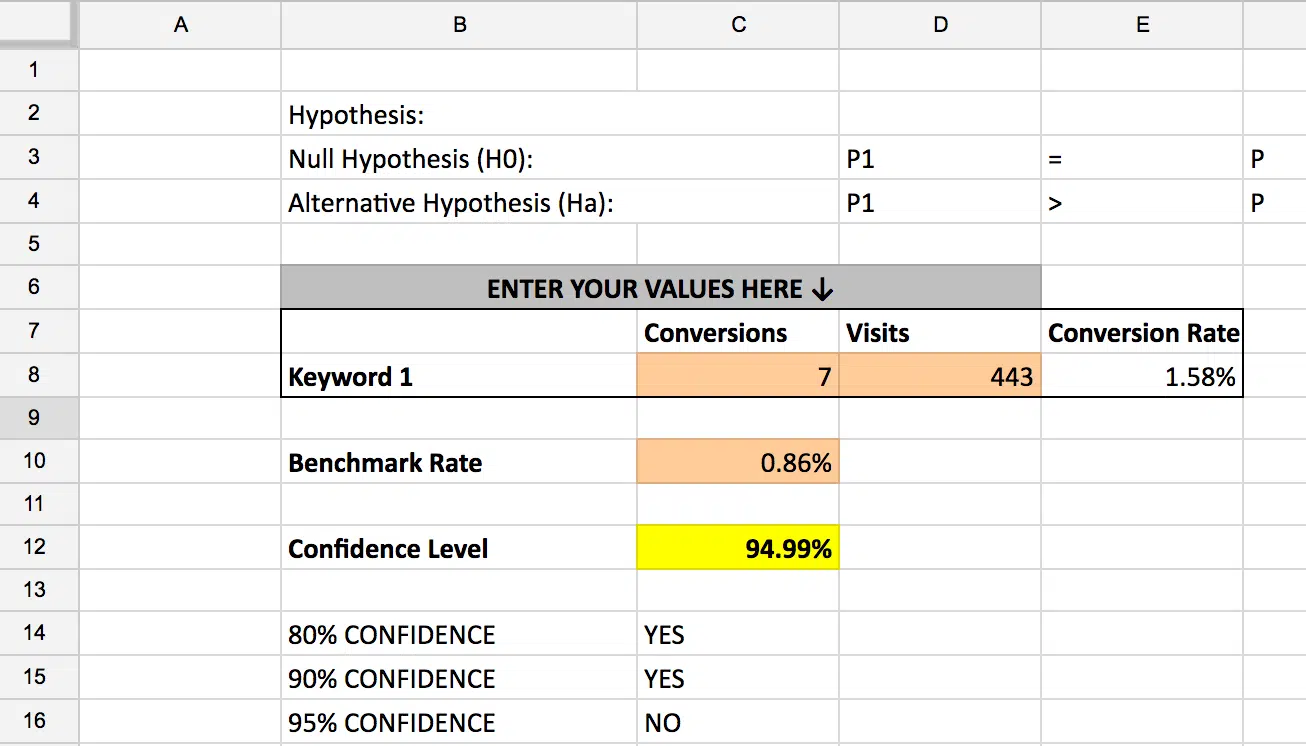 A B C D E
1
2 Hypothesis:
3 Null Hypothesis (H0): P1 = P
4 Alternative Hypothesis (Ha): P1 > P
5
6 ENTER YOUR VALUES HERE ↓
7 Conversions Visits Conversion Rate
8 Keyword 1 7 443 1.58%
9
10 Benchmark Rate 0.86%
11
12 Confidence Level 94.99%
13
14 80% CONFIDENCE YES
15 90% CONFIDENCE YES
16 95% CONFIDENCE NO